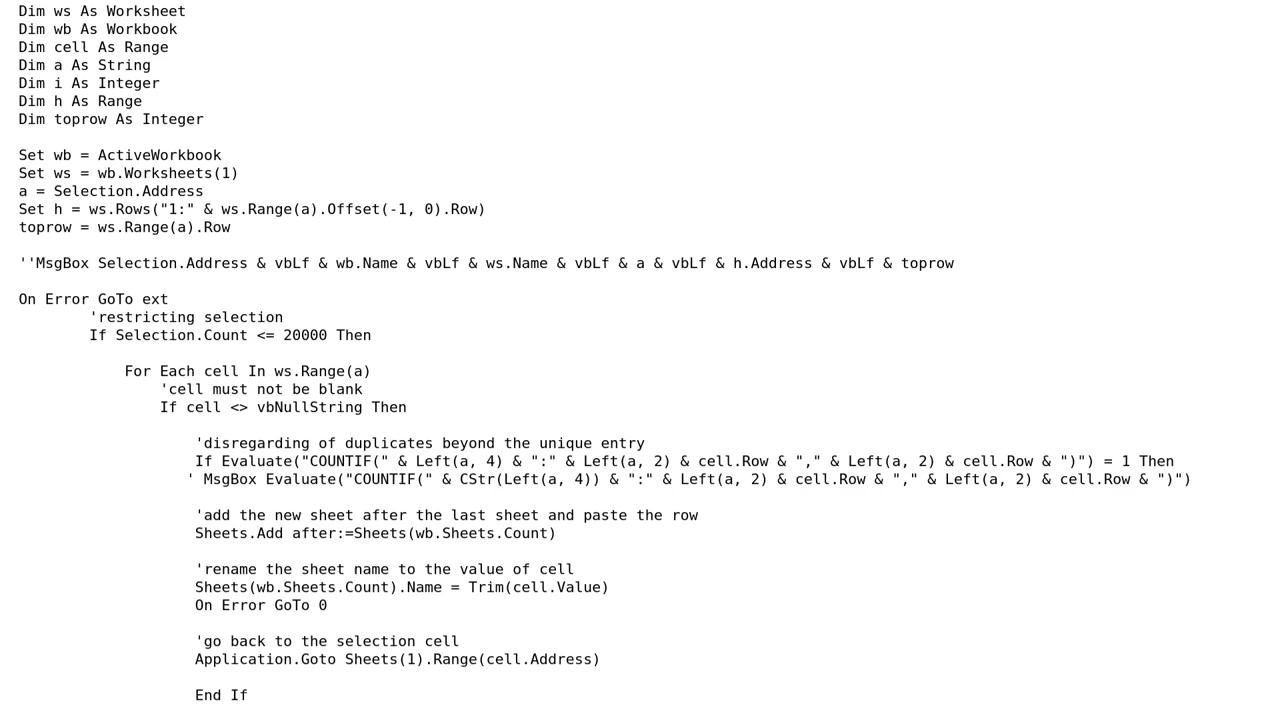 Dim ws As Worksheet
Dim wb As Workbook
Dim cell As Range
Dim a As String
Dim i As Integer
Dim h As Range
Dim toprow As Integer
Set wb = ActiveWorkbook
Set ws = wb.Worksheets(1)
a = Selection.Address
Set h = ws.Rows("1:" & ws.Range(a).Offset(-1, 0).Row)
toprow = ws.Range(a).Row
''MsgBox Selection.Address & vbLf & wb.Name & vbLf & ws.Name & vbLf & a & vbLf & h.Address & vbLf & toprow
On Error GoTo ext
'restricting selection
If Selection.Count <= 20000 Then
For Each cell In ws.Range(a)
'cell must not be blank
If cell <> vbNullString Then
'disregarding of duplicates beyond the unique entry
If Evaluate("COUNTIF(" & Left(a, 4) & ":" & Left(a, 2) & cell.Row & "," & Left(a, 2) & cell.Row & ")") = 1 Then
' MsgBox Evaluate("COUNTIF(" & CStr(Left(a, 4)) & ":" & Left(a, 2) & cell.Row & "," & Left(a, 2) & cell.Row & ")")
'add the new sheet after the last sheet and paste the row
Sheets.Add after:=Sheets(wb.Sheets.Count)
'rename the sheet name to the value of cell
Sheets(wb.Sheets.Count).Name = Trim(cell.Value)
On Error GoTo 0
'go back to the selection cell
Application.Goto Sheets(1).Range(cell.Address)
End If